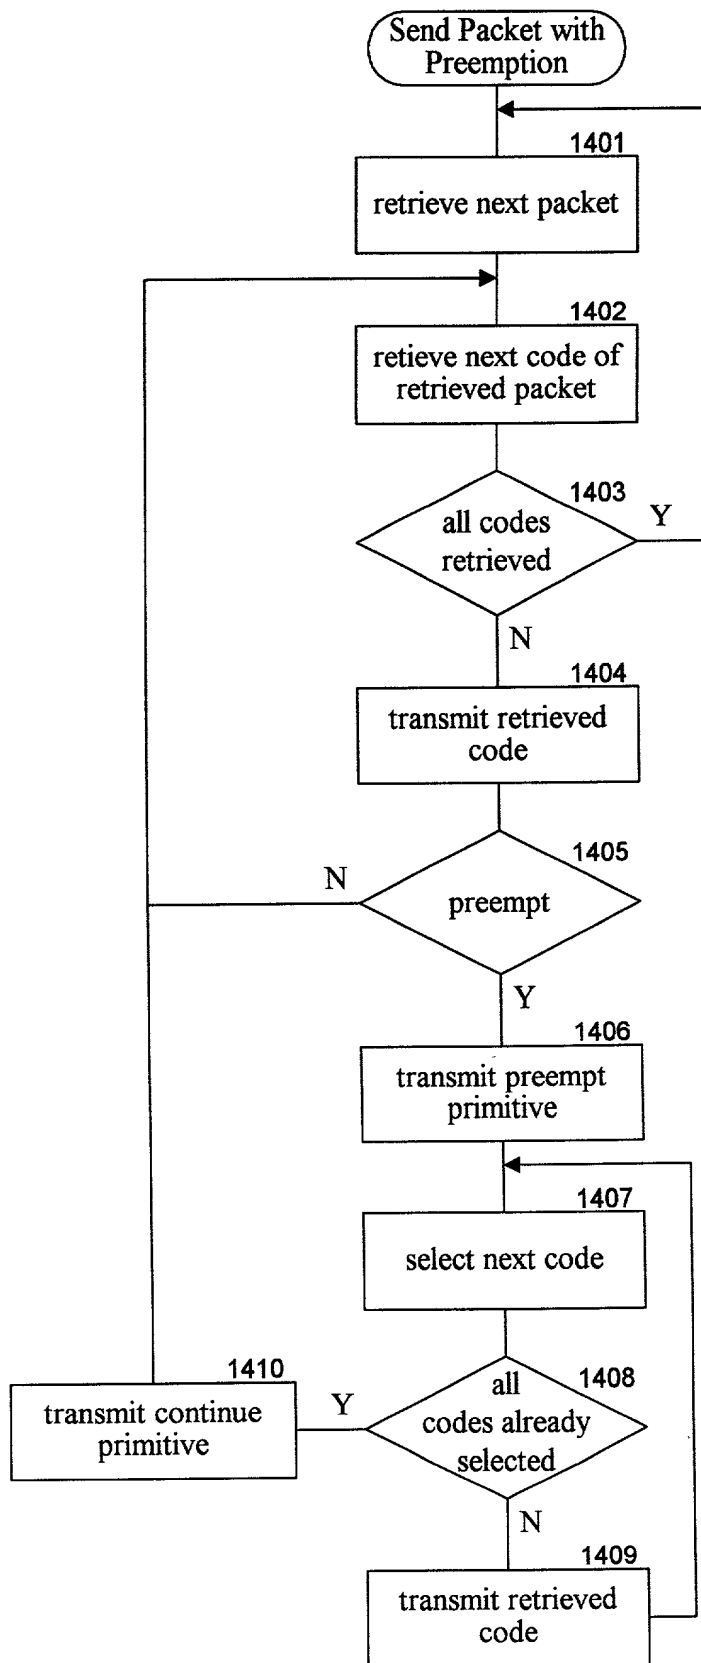 Send Packet with
Preemption
1401
retrieve next packet
1402
retieve next code of
retrieved packet
1403
all codes
retrieved
Y
N
1404
transmit retrieved
code
1405
preempt
N
Y
1406
transmit preempt
primitive
1407
select next code
1408
all
codes already
selected
Y
N
1410
transmit continue
primitive
1409
transmit retrieved
code